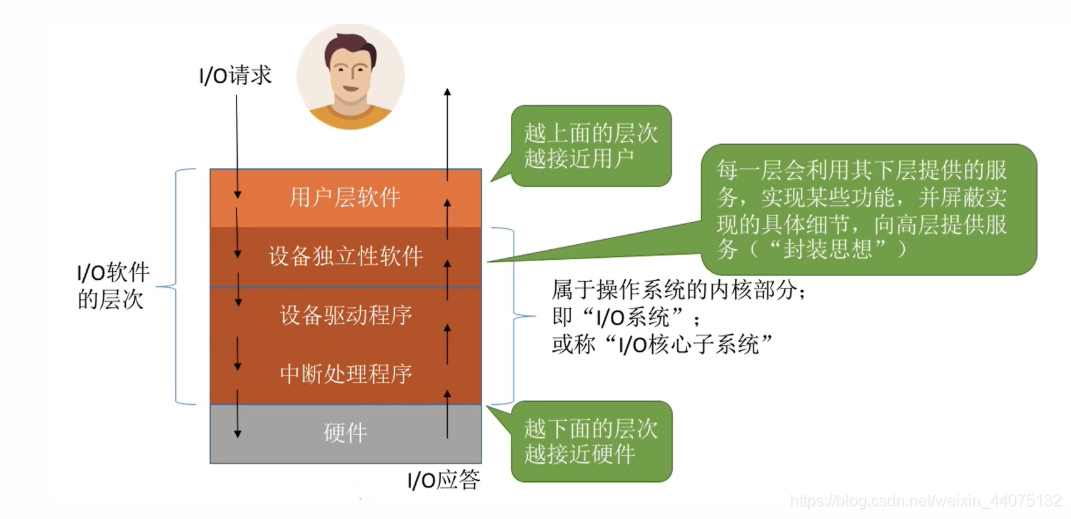 I/O请求
越上面的层次
越接近用户
每一层会利用其下层提供的服
务，实现某些功能，并屏蔽实
现的具体细节，向高层提供服
务（“封装思想”）
用户层软件
设备独立性软件
I/O软件
的层次
设备驱动程序
属于操作系统的内核部分；
即“I/O系统”；
或称“I/O核心子系统”
中断处理程序
越下面的层次
越接近硬件
硬件
I/O应答
https://blog.csdn.net/weixin_44075132